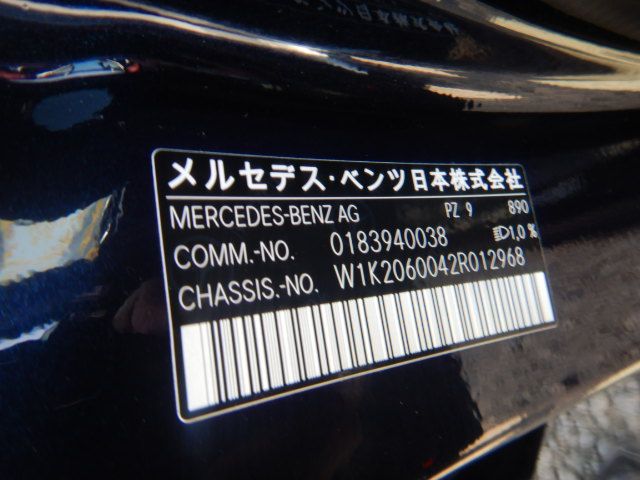 メルセデス・ベンツ日本株式会社
MERCEDES-BENZ AG PZ 9 890
COMM.-NO. 0183940038 1,0 %
CHASSIS.-NO. W1K2060042R012968